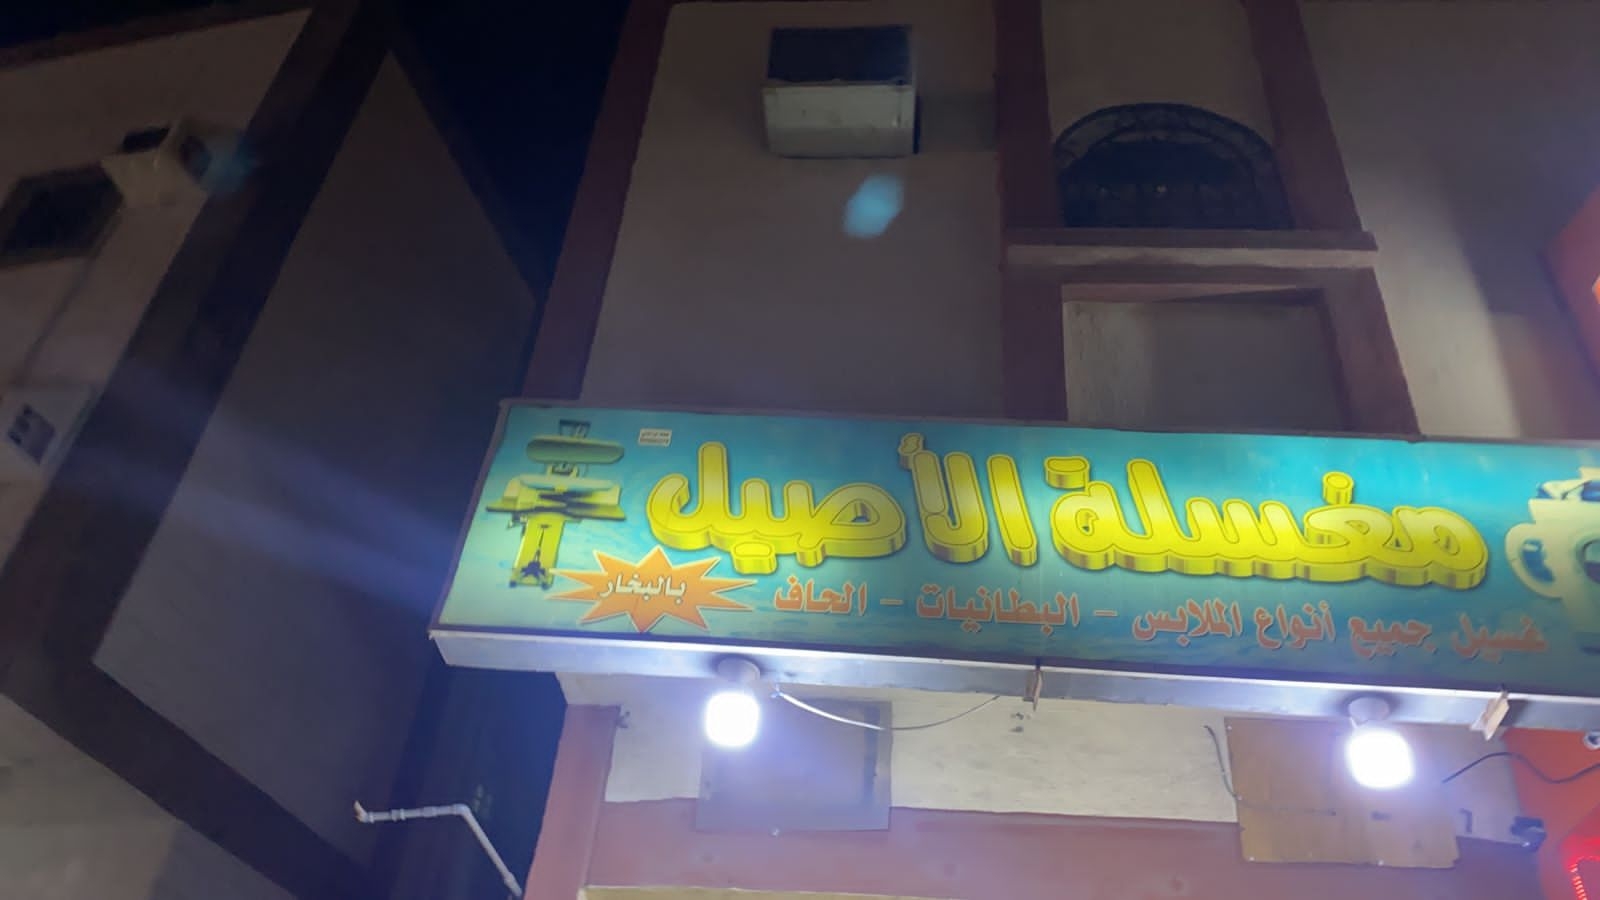 مغسلة الأصيل
غسيل جميع أنواع الملابس - البطانيات - الحاف
بالبخار